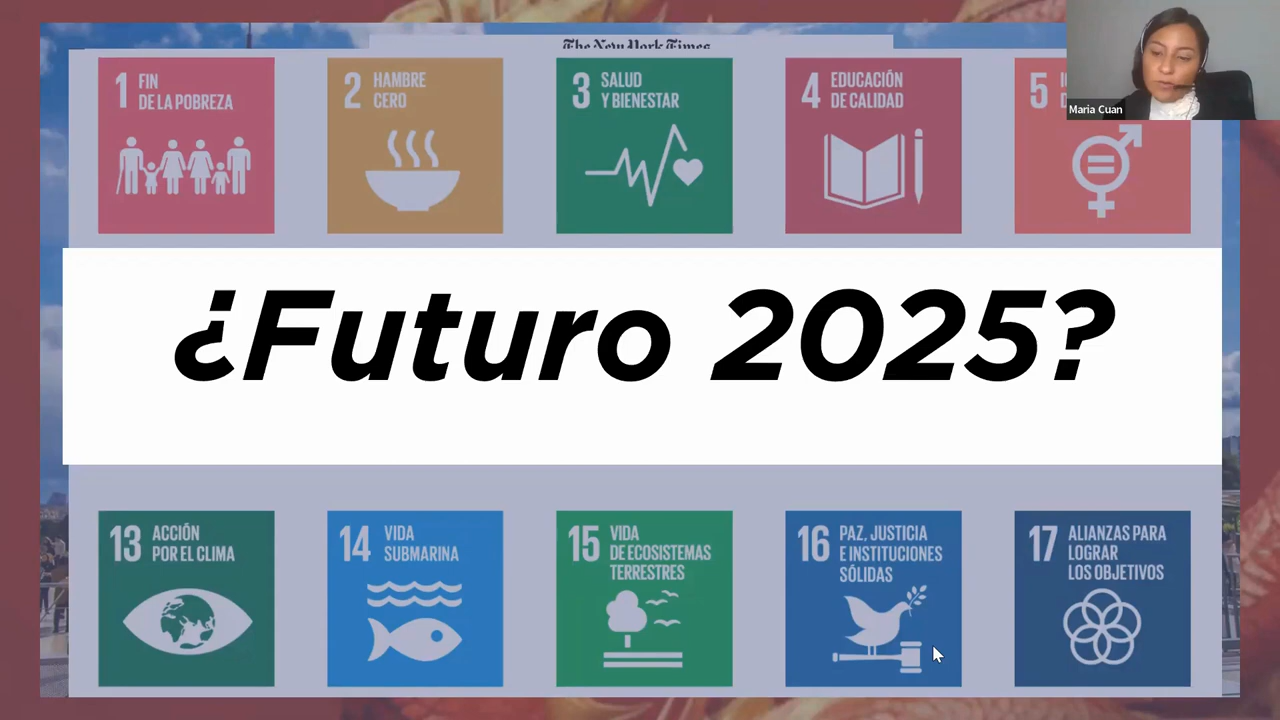 The New York Times
1 FIN
DE LA POBREZA
2 HAMBRE
CERO
3 SALUD
Y BIENESTAR
4 EDUCACIÓN
DE CALIDAD
5
Maria Cuan
¿Futuro 2025?
13 ACCIÓN
POR EL CLIMA
14 VIDA
SUBMARINA
15 VIDA
DE ECOSISTEMAS
TERRESTRES
16 PAZ, JUSTICIA
E INSTITUCIONES
SÓLIDAS
17 ALIANZAS PARA
LOGRAR
LOS OBJETIVOS